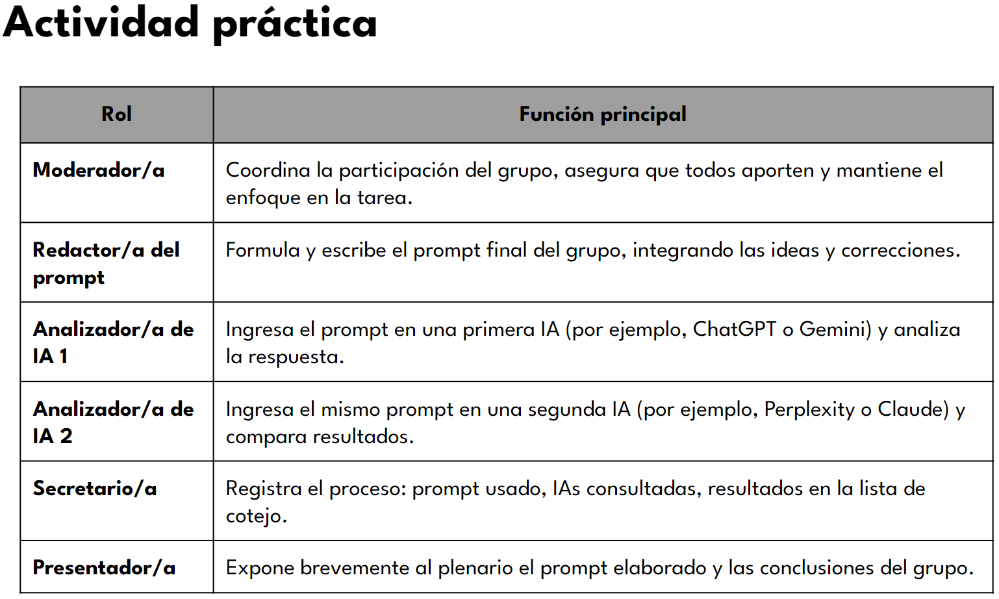 Actividad práctica
Rol
Función principal
Moderador/a
Coordina la participación del grupo, asegura que todos aporten y mantiene el
enfoque en la tarea.
Redactor/a del
prompt
Formula y escribe el prompt final del grupo, integrando las ideas y correcciones.
Analizador/a de
IA 1
Ingresa el prompt en una primera IA (por ejemplo, ChatGPT o Gemini) y analiza
la respuesta.
Analizador/a de
IA 2
Ingresa el mismo prompt en una segunda IA (por ejemplo, Perplexity o Claude) y
compara resultados.
Secretario/a
Registra el proceso: prompt usado, IAs consultadas, resultados en la lista de
cotejo.
Presentador/a
Expone brevemente al plenario el prompt elaborado y las conclusiones del grupo.